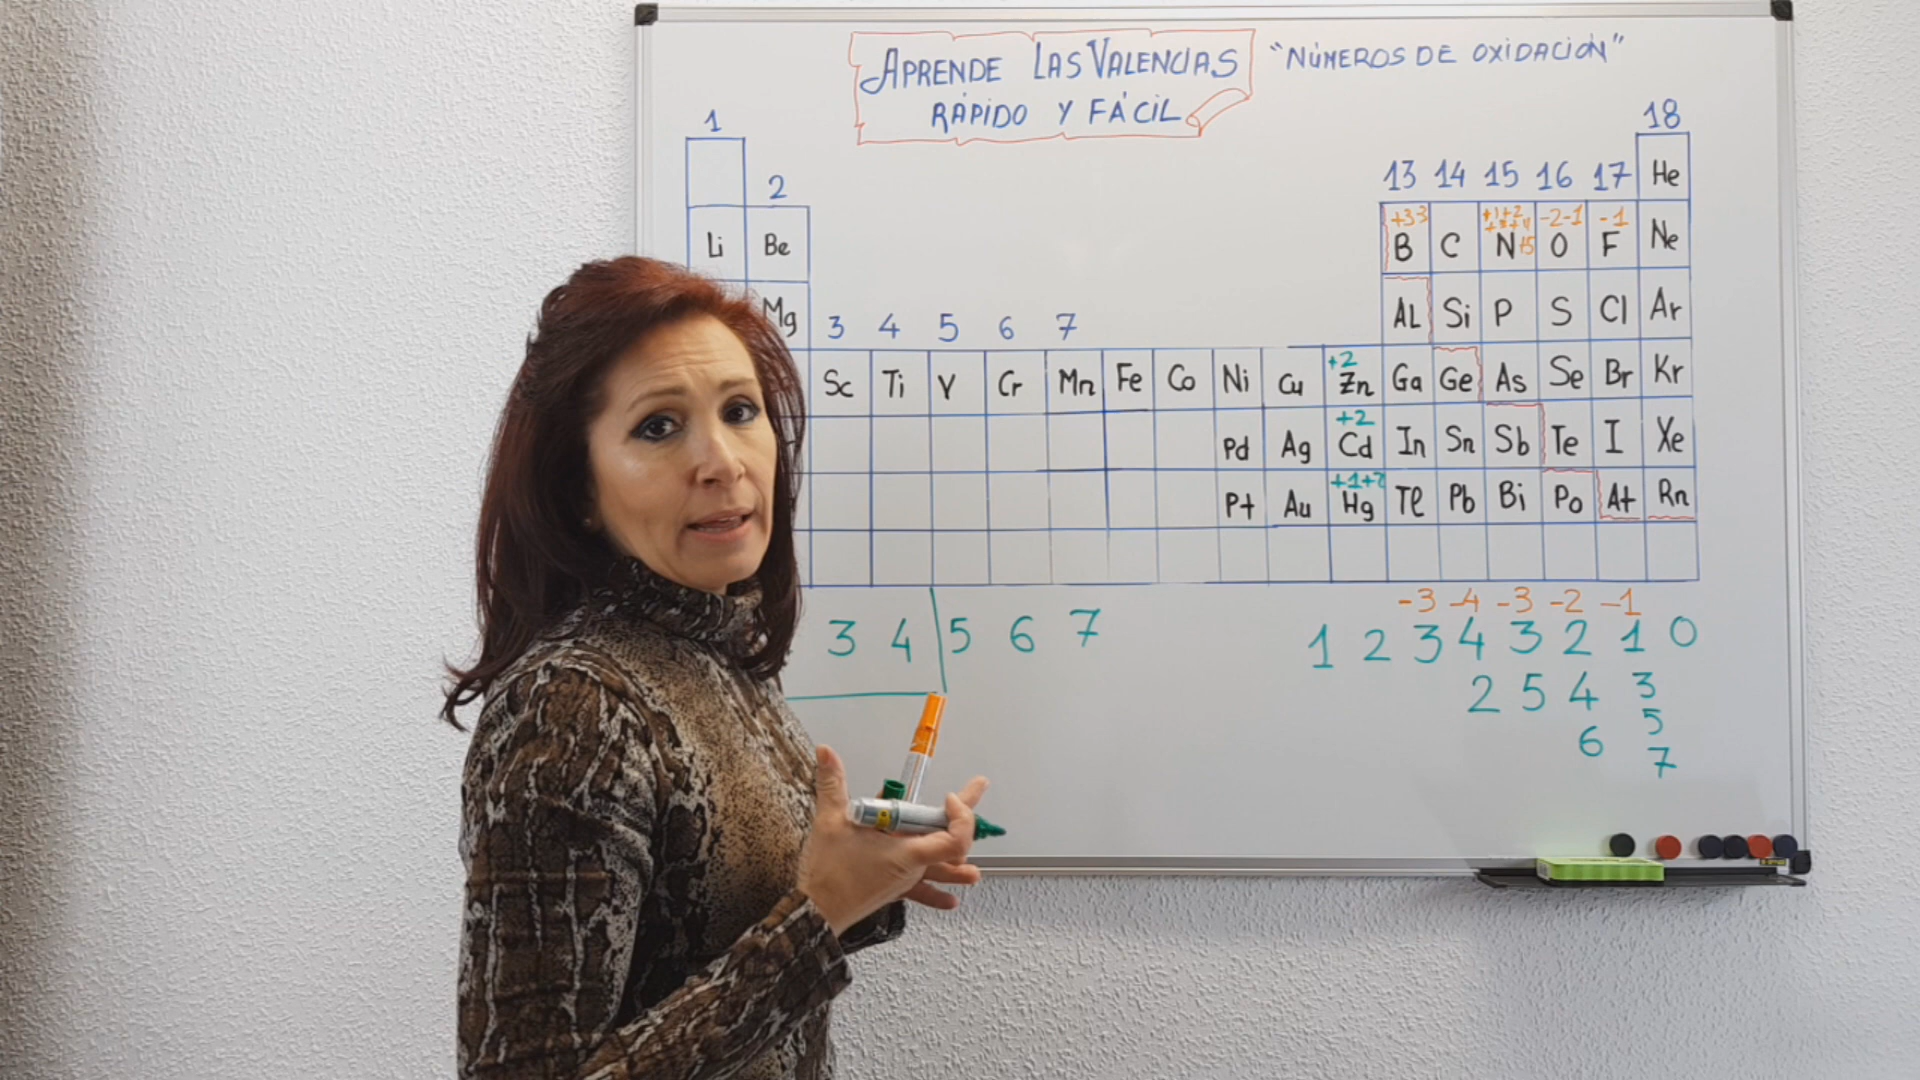 APRENDE LAS VALENCIAS "NÚMEROS DE OXIDACIÓN"
RÁPIDO Y FÁCIL
1 18
2 13 14 15 16 17 He
+3-3 -2-1 -1
Li Be B C N +5 O F Ne
Mg 3 4 5 6 7 AL Si P S Cl Ar
+2
Sc Ti V Cr Mn Fe Co Ni Cu Zn Ga Ge As Se Br Kr
+2
Pd Ag Cd In Sn Sb Te I Xe
+1+2
Pt Au Hg Tl Pb Bi Po At Rn
-3 -4 -3 -2 -1
3 4 5 6 7 1 2 3 4 3 2 1 0
2 5 4 3
6 5
7